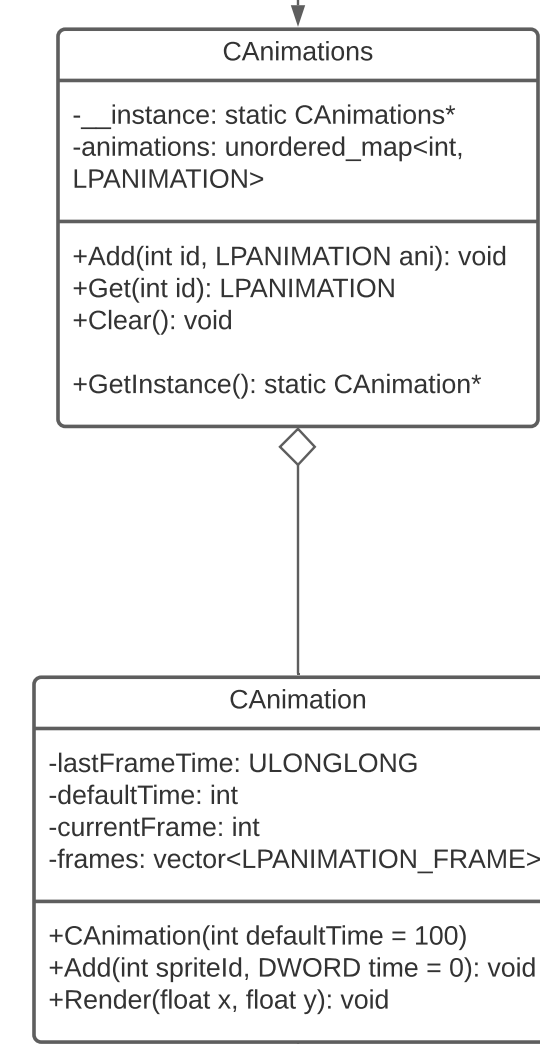 CAnimations
-__instance: static CAnimations*
-animations: unordered_map<int,
LPANIMATION>
+Add(int id, LPANIMATION ani): void
+Get(int id): LPANIMATION
+Clear(): void
+GetInstance(): static CAnimation*
CAnimation
-lastFrameTime: ULONGLONG
-defaultTime: int
-currentFrame: int
-frames: vector<LPANIMATION_FRAME>
+CAnimation(int defaultTime = 100)
+Add(int spriteId, DWORD time = 0): void
+Render(float x, float y): void